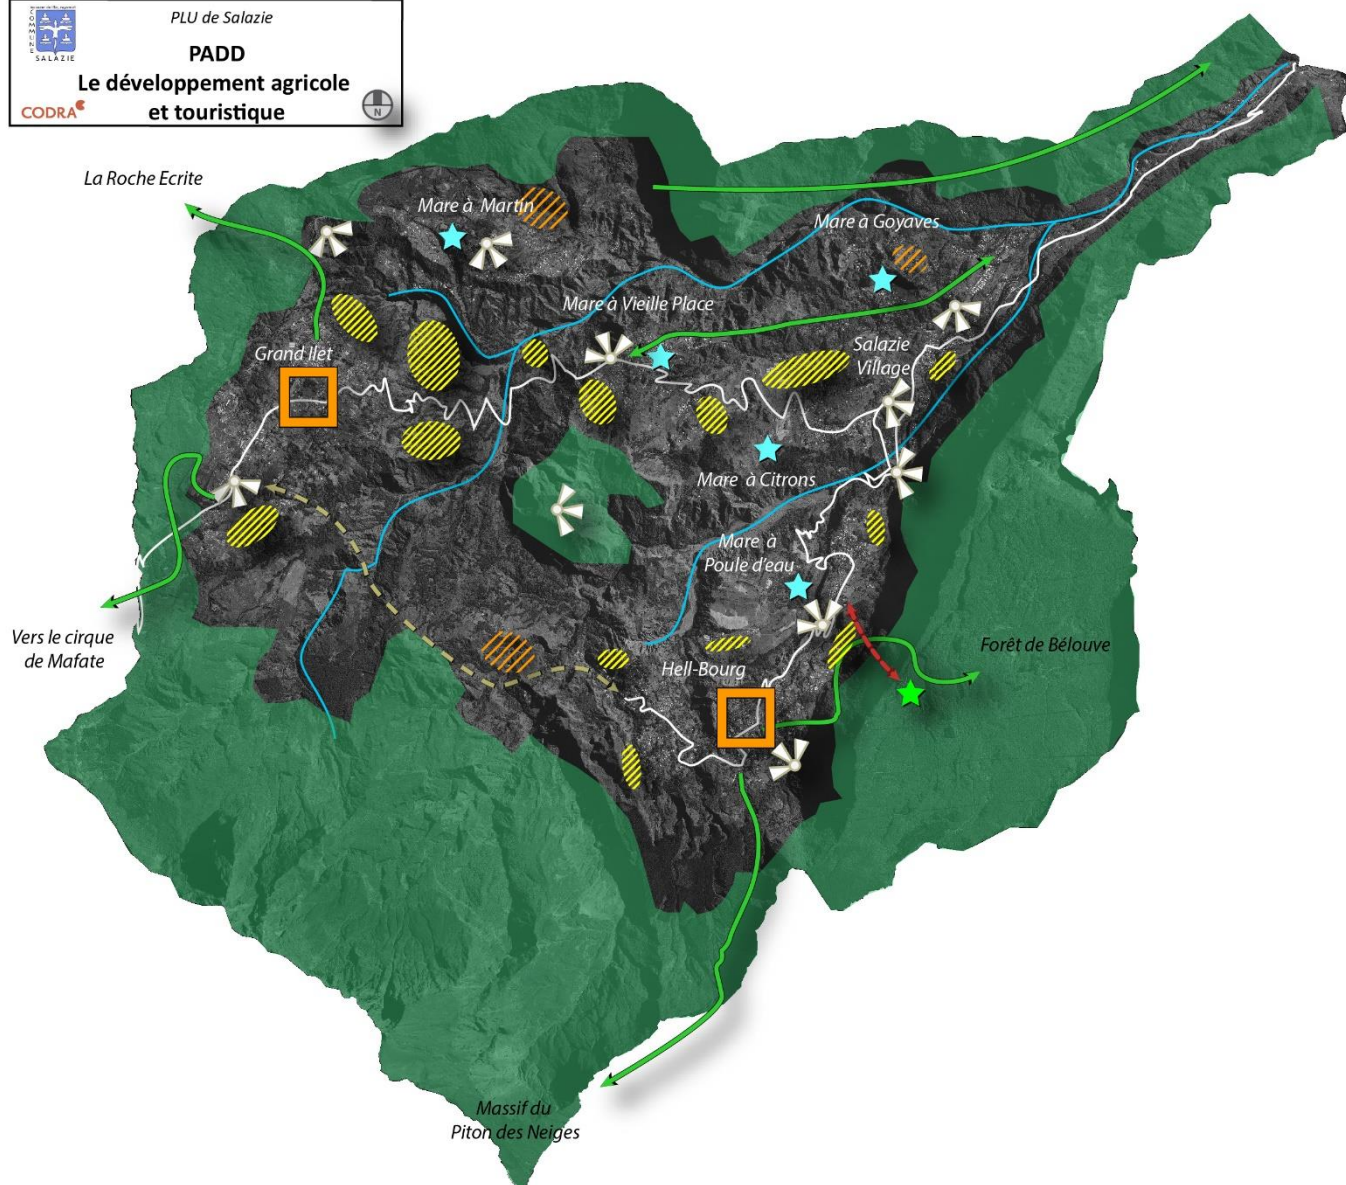 COMMUNE
SALAZIE
PLU de Salazie
PADD
Le développement agricole
et touristique
CODRA
N
La Roche Ecrite
Mare à Martin
Mare à Goyaves
Mare à Vieille Place
Grand Ilet
Salazie
Village
Mare à Citrons
Mare à
Poule d'eau
Vers le cirque
de Mafate
Hell-Bourg
Forêt de Bélouve
Massif du
Piton des Neiges